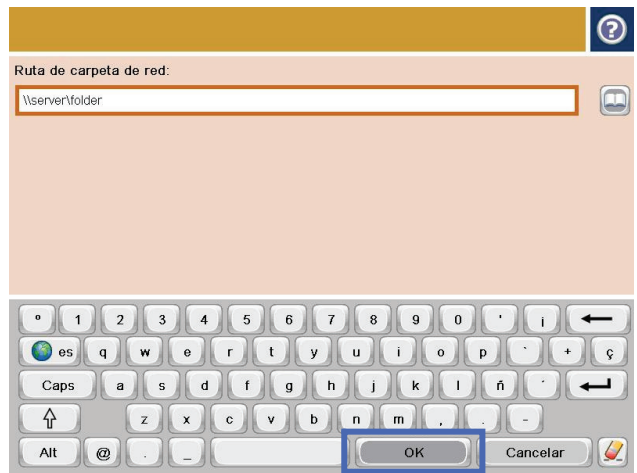 ?
Ruta de carpeta de red:
\\server\folder
º 1 2 3 4 5 6 7 8 9 0 ' ¡
es q w e r t y u i o p ` + ç
Caps a s d f g h j k l ñ ´
z x c v b n m , . -
Alt @ . _ OK Cancelar